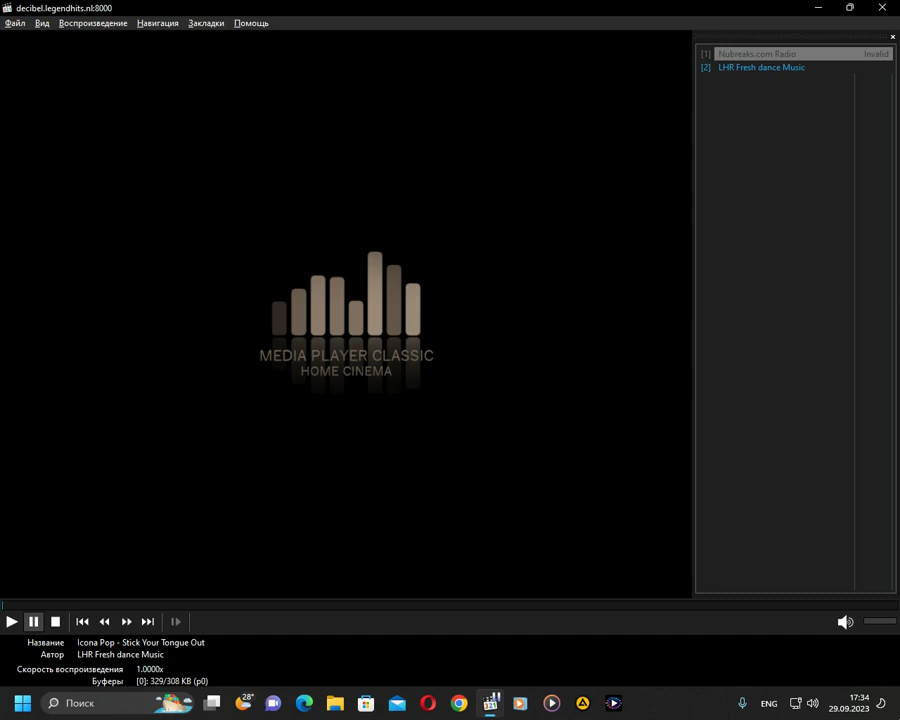 decibel.legendhits.nl:8000
Файл Вид Воспроизведение Навигация Закладки Помощь
[1] Nubreaks.com Radio Invalid
[2] LHR Fresh dance Music
MEDIA PLAYER CLASSIC
HOME CINEMA
Название Icona Pop - Stick Your Tongue Out
Автор LHR Fresh dance Music
Скорость воспроизведения 1.0000x
Буферы [0]: 329/308 KB (p0)
Поиск 28° ENG 17:34
29.09.2023